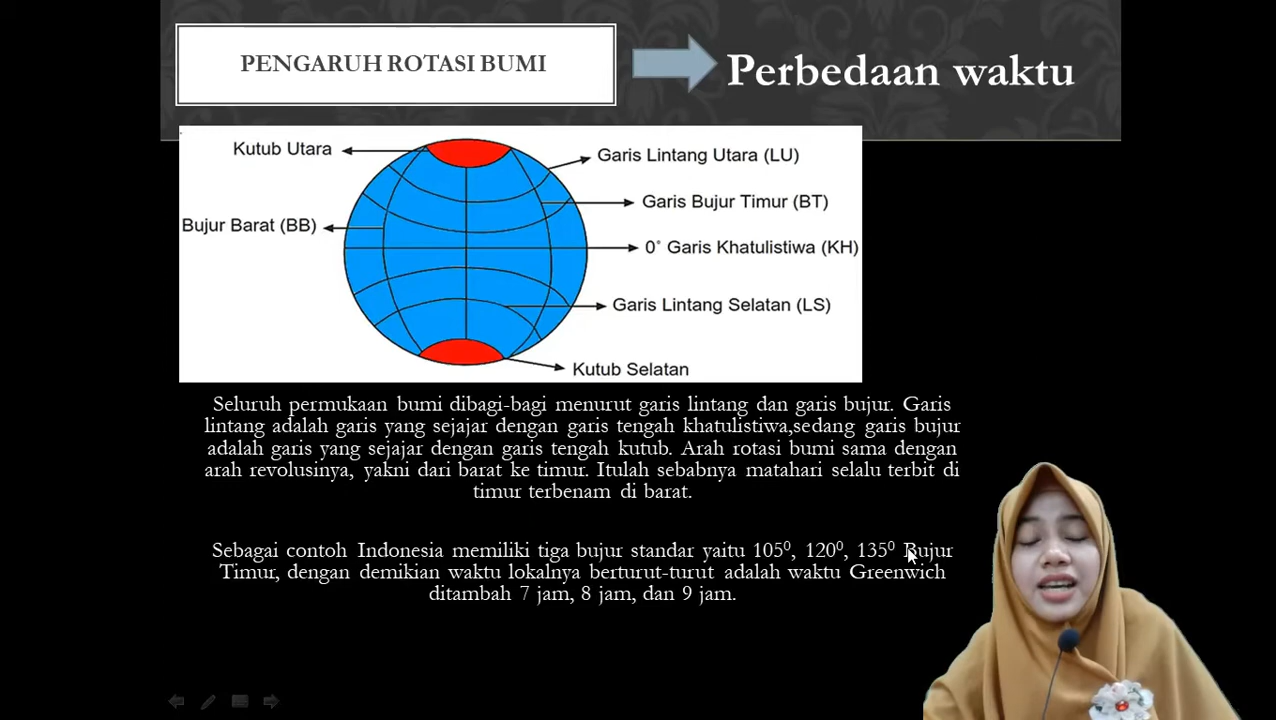 PENGARUH ROTASI BUMI
Perbedaan waktu
Kutub Utara
Garis Lintang Utara (LU)
Garis Bujur Timur (BT)
Bujur Barat (BB)
0° Garis Khatulistiwa (KH)
Garis Lintang Selatan (LS)
Kutub Selatan
Seluruh permukaan bumi dibagi-bagi menurut garis lintang dan garis bujur. Garis
lintang adalah garis yang sejajar dengan garis tengah khatulistiwa,sedang garis bujur
adalah garis yang sejajar dengan garis tengah kutub. Arah rotasi bumi sama dengan
arah revolusinya, yakni dari barat ke timur. Itulah sebabnya matahari selalu terbit di
timur terbenam di barat.
Sebagai contoh Indonesia memiliki tiga bujur standar yaitu 105⁰, 120⁰, 135⁰ Bujur
Timur, dengan demikian waktu lokalnya berturut-turut adalah waktu Greenwich
ditambah 7 jam, 8 jam, dan 9 jam.